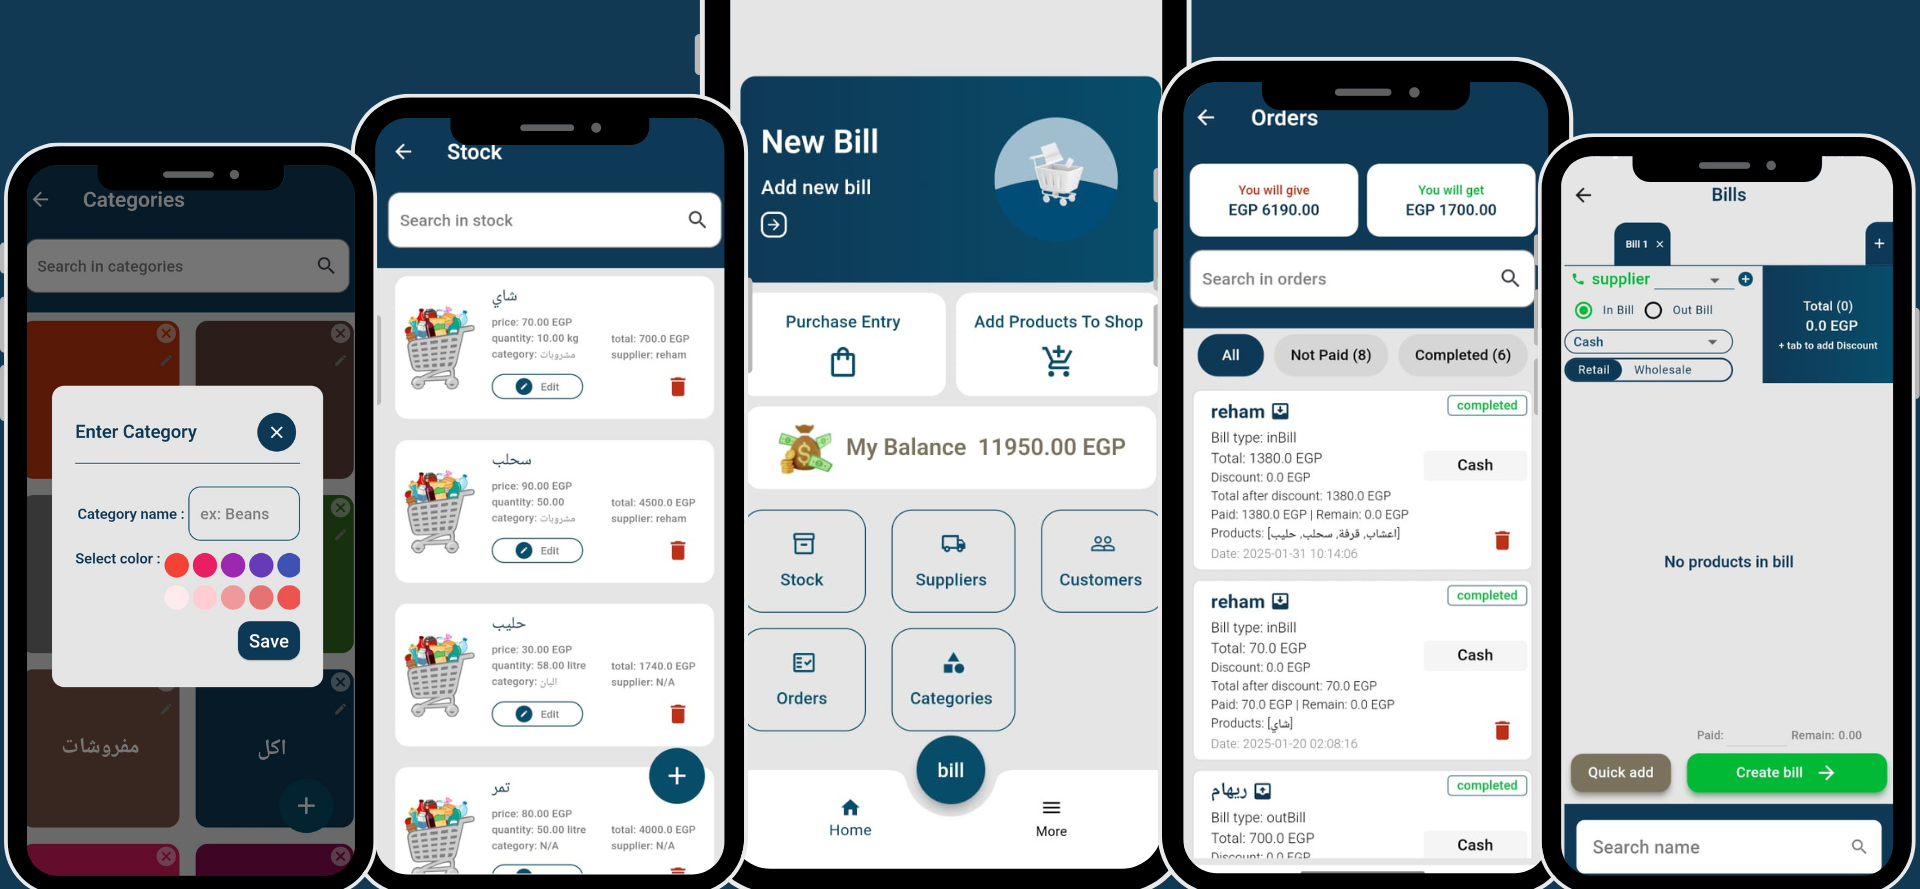 Categories
Search in categories
Enter Category
Category name :
ex: Beans
Select color :
Save
مفروشات
اكل
Stock
Search in stock
شاي
price: 70.00 EGP
quantity: 10.00 kg
total: 700.0 EGP
category: مشروبات
supplier: reham
Edit
سحلب
price: 90.00 EGP
quantity: 50.00
total: 4500.0 EGP
category: مشروبات
supplier: reham
Edit
حليب
price: 30.00 EGP
quantity: 58.00 litre
total: 1740.0 EGP
category: البان
supplier: N/A
Edit
تمر
price: 80.00 EGP
quantity: 50.00 litre
total: 4000.0 EGP
category: N/A
supplier: N/A
New Bill
Add new bill
Purchase Entry
Add Products To Shop
My Balance 11950.00 EGP
Stock
Suppliers
Customers
Orders
Categories
bill
Home
More
Orders
You will give
EGP 6190.00
You will get
EGP 1700.00
Search in orders
All
Not Paid (8)
Completed (6)
reham
completed
Bill type: inBill
Total: 1380.0 EGP
Cash
Discount: 0.0 EGP
Total after discount: 1380.0 EGP
Paid: 1380.0 EGP | Remain: 0.0 EGP
Products: [اعشاب, قرفة, سحلب, حليب]
Date: 2025-01-31 10:14:06
reham
completed
Bill type: inBill
Total: 70.0 EGP
Cash
Discount: 0.0 EGP
Total after discount: 70.0 EGP
Paid: 70.0 EGP | Remain: 0.0 EGP
Products: [شاي]
Date: 2025-01-20 02:08:16
ريهام
completed
Bill type: outBill
Total: 700.0 EGP
Cash
Discount: 0.0 EGP
Bills
Bill 1 ×
+
supplier
In Bill
Out Bill
Cash
Retail
Wholesale
Total (0)
0.0 EGP
+ tab to add Discount
No products in bill
Paid:
Remain: 0.00
Quick add
Create bill
Search name